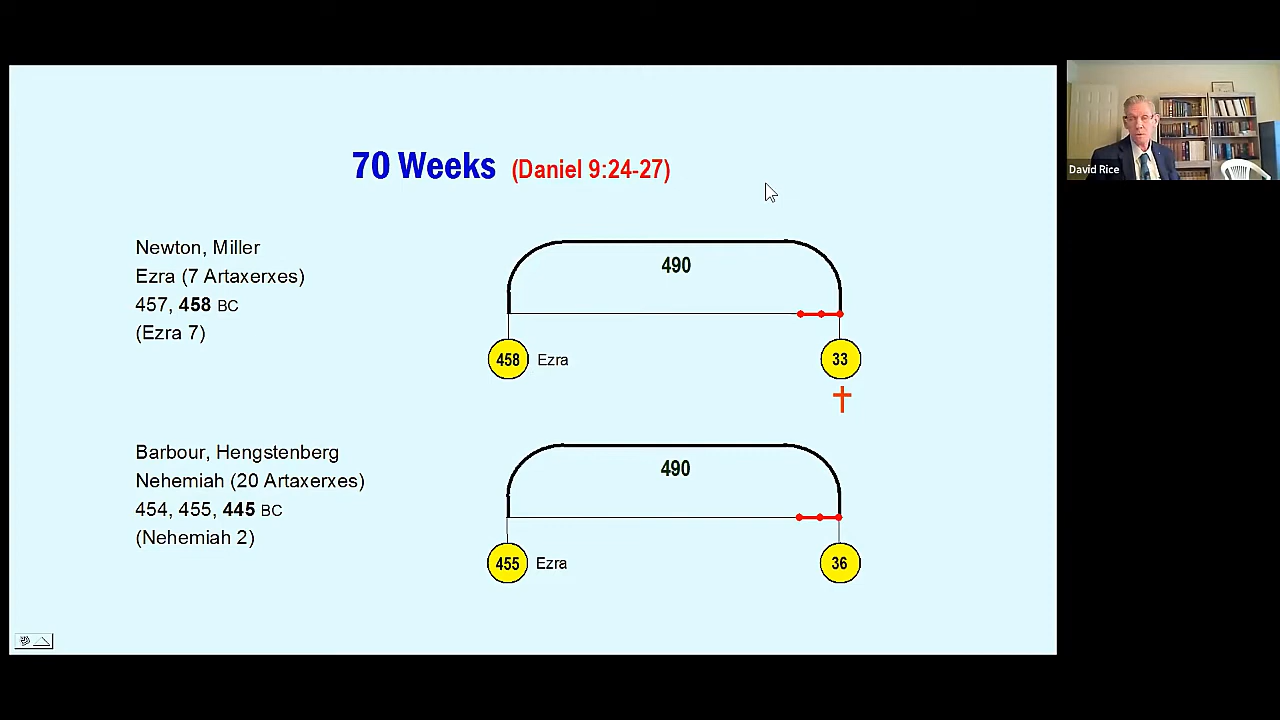 70 Weeks (Daniel 9:24-27)
Newton, Miller
Ezra (7 Artaxerxes)
457, 458 BC
(Ezra 7)
490
458 Ezra
33
Barbour, Hengstenberg
Nehemiah (20 Artaxerxes)
454, 455, 445 BC
(Nehemiah 2)
490
455 Ezra
36
David Rice